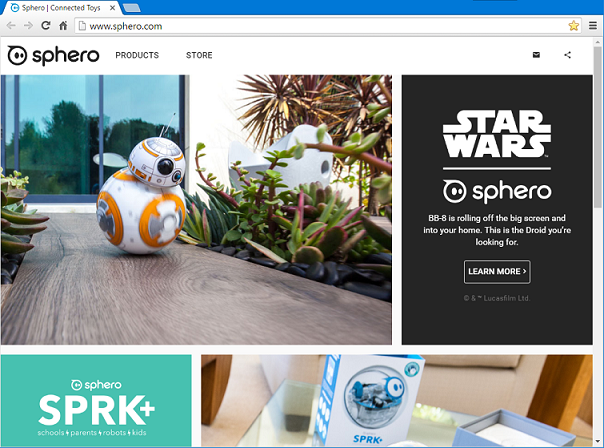 Sphero | Connected Toys
www.sphero.com
sphero
PRODUCTS
STORE
STAR
WARS
sphero
BB-8 is rolling off the big screen and
into your home. This is the Droid you're
looking for.
LEARN MORE >
© & ™ Lucasfilm Ltd.
sphero
SPRK+
schools parents robots kids
SPRK+